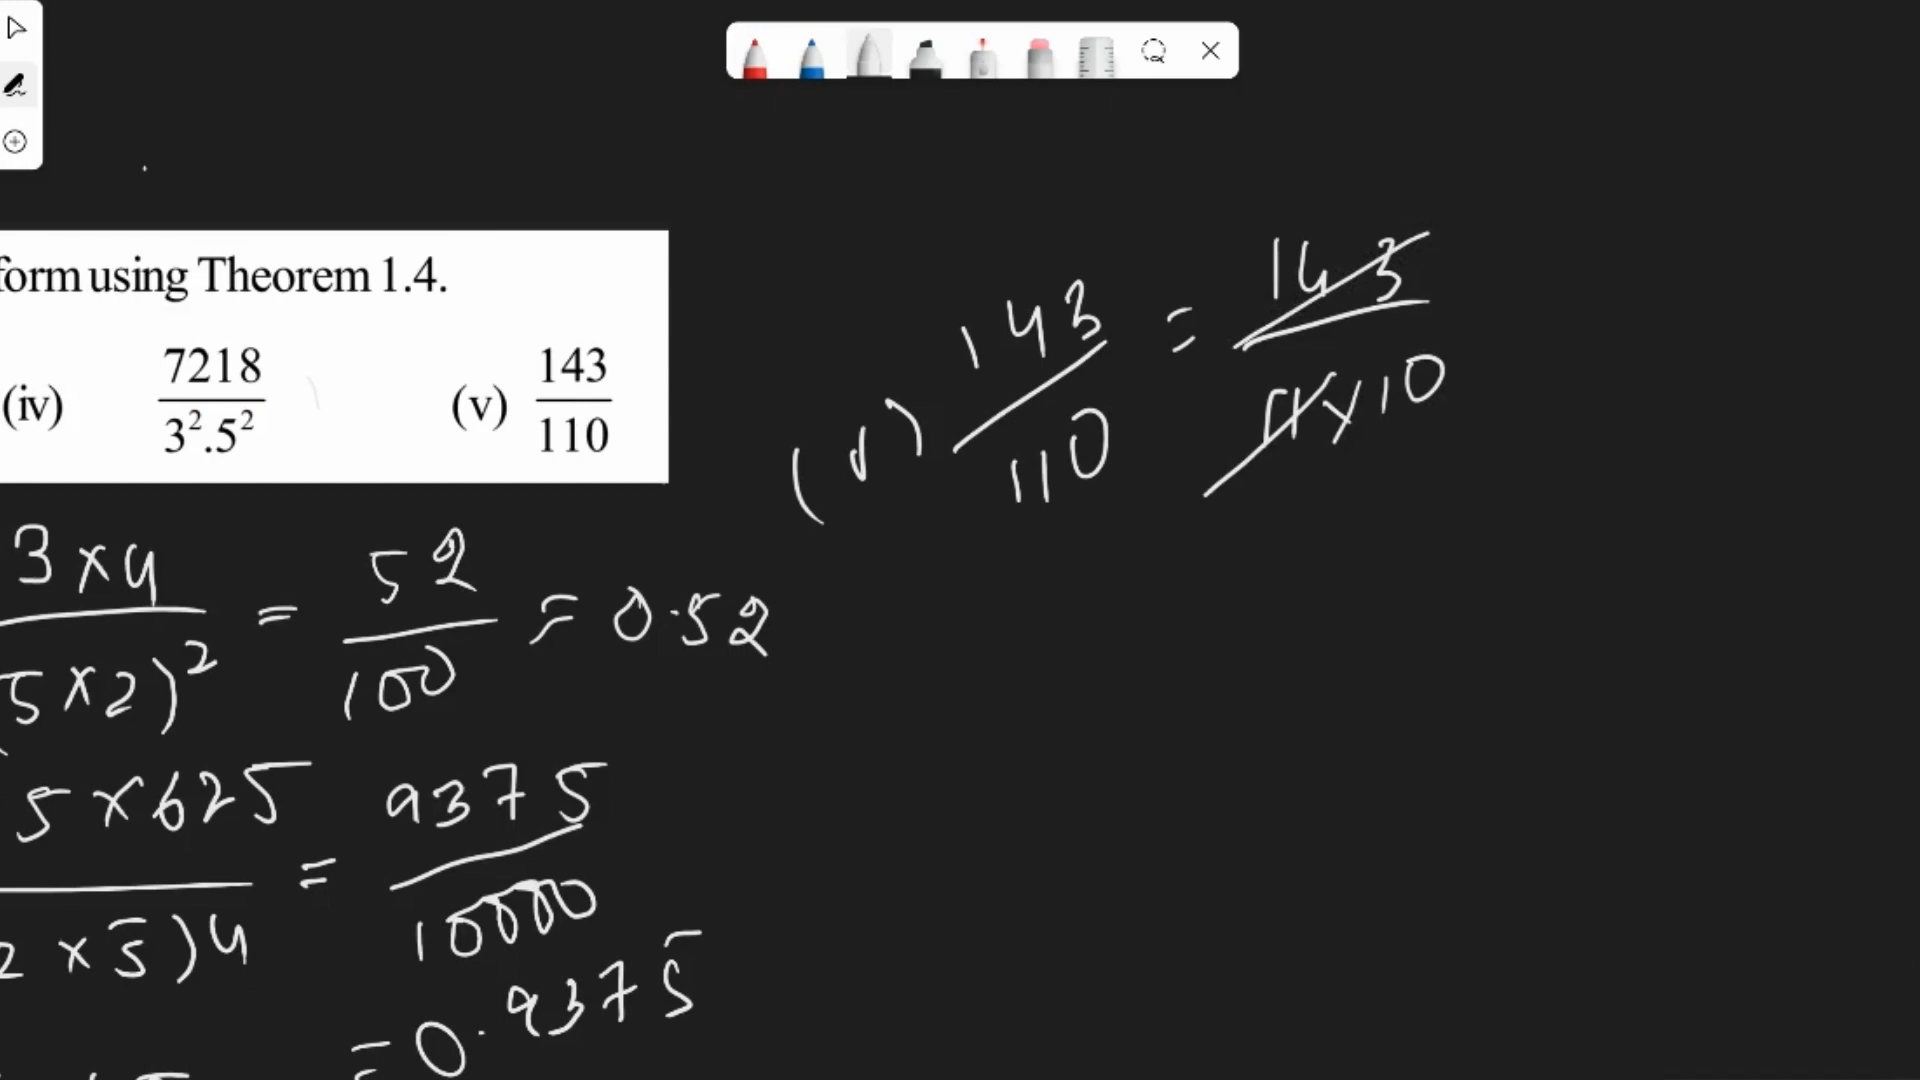 form using Theorem 1.4.
(iv) 7218/3².5² (v) 143/110
(v) 143/110 = 143/11×10
3×4/5×2)² = 52/100 = 0.52
5×625/2×5)4 = 9375/10000
= 0.9375